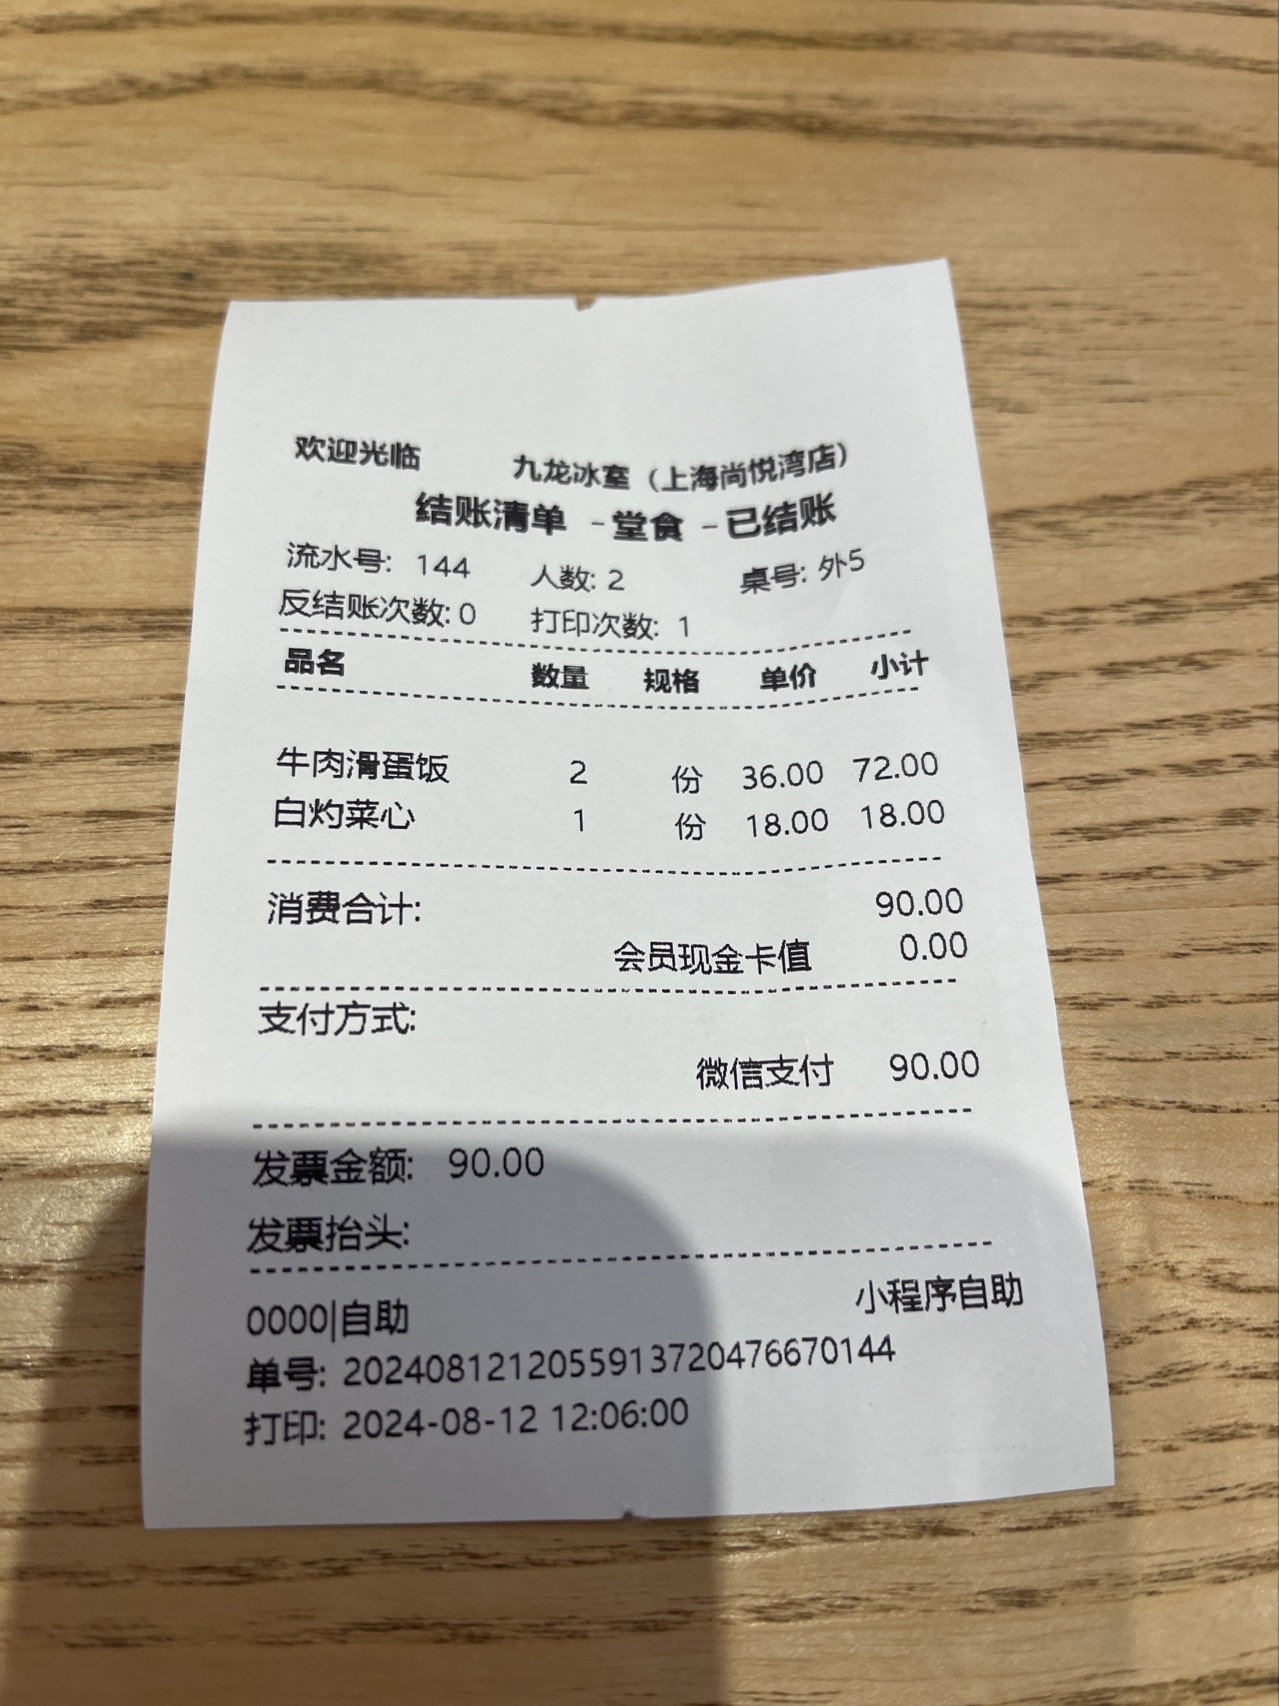 欢迎光临 九龙冰室（上海尚悦湾店）
结账清单 -堂食 -已结账
流水号: 144 人数: 2 桌号: 外5
反结账次数: 0 打印次数: 1
品名 数量 规格 单价 小计
牛肉滑蛋饭 2 份 36.00 72.00
白灼菜心 1 份 18.00 18.00
消费合计: 90.00
会员现金卡值 0.00
支付方式:
微信支付 90.00
发票金额: 90.00
发票抬头:
0000|自助 小程序自助
单号: 2024081212055913720476670144
打印: 2024-08-12 12:06:00